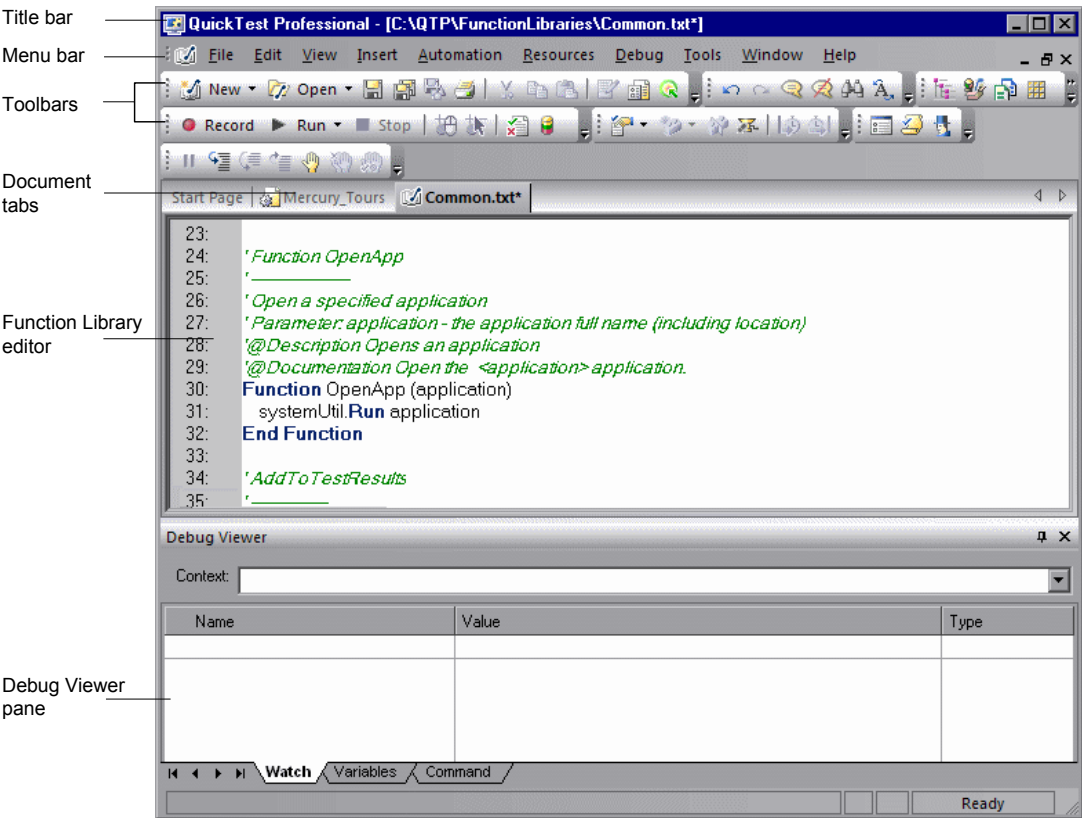 Title bar
QuickTest Professional - [C:\QTP\FunctionLibraries\Common.txt*]
Menu bar
File Edit View Insert Automation Resources Debug Tools Window Help
Toolbars
New Open
Record Run Stop
Document
tabs
Start Page Mercury_Tours Common.txt*
23:
24: ' Function OpenApp
25: ' ------------------
26: ' Open a specified application
27: ' Parameter: application - the application full name (including location)
28: '@Description Opens an application
29: '@Documentation Open the <application> application.
30: Function OpenApp (application)
31: systemUtil.Run application
32: End Function
33:
34: ' AddToTestResults
35: ' --------------
Function Library
editor
Debug Viewer
Context:
Name Value Type
Debug Viewer
pane
Watch Variables Command
Ready